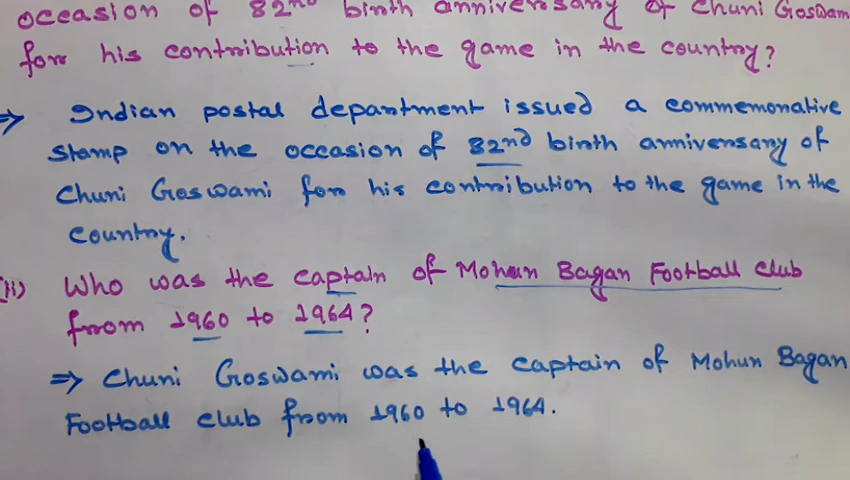 occasion of 82nd birth anniversary of Chuni Goswam
for his contribution to the game in the country?
⇒ Indian postal department issued a commemorative
stamp on the occasion of 82nd birth anniversary of
Chuni Goswami for his contribution to the game in the
country.
(ii) Who was the captain of Mohun Bagan Football club
from 1960 to 1964?
⇒ Chuni Goswami was the captain of Mohun Bagan
Football club from 1960 to 1964.